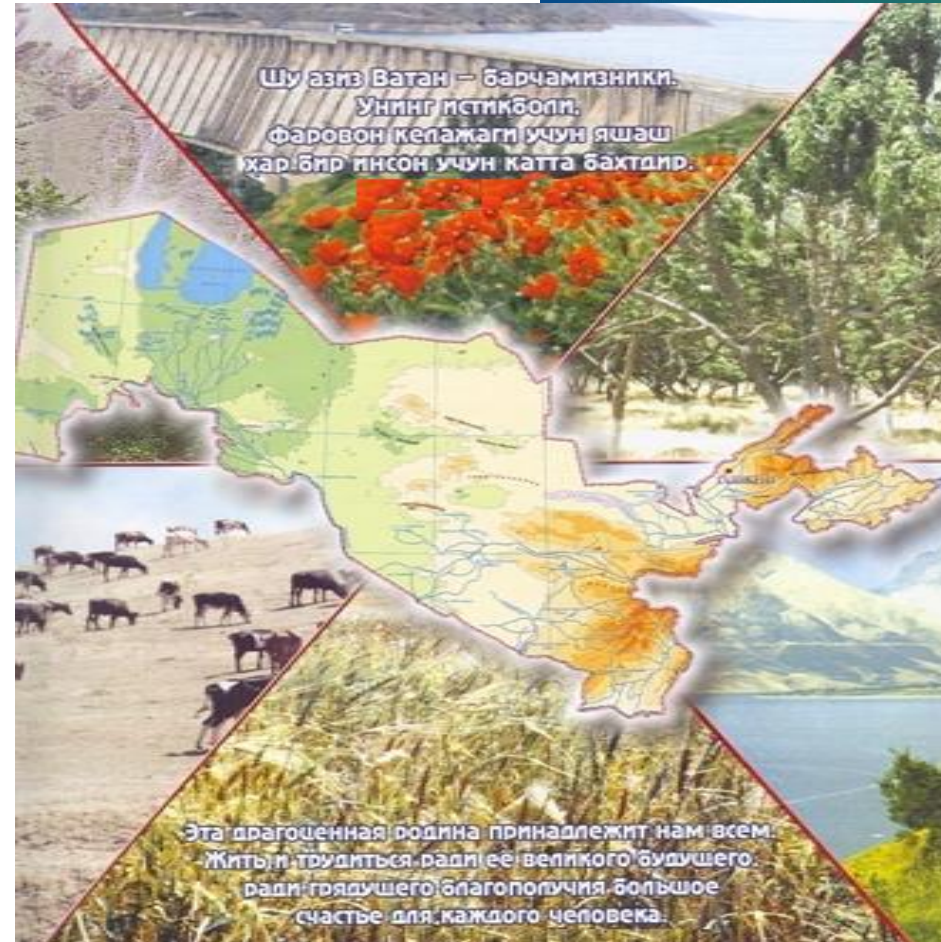 Шу азиз Ватан – барчамизники.
Унинг истиқболи,
фаровон келажаги учун яшаш
ҳар бир инсон учун катта бахтдир.
Эта драгоценная родина принадлежит нам всем.
Жить и трудиться ради её великого будущего,
ради грядущего благополучия большое
счастье для каждого человека.